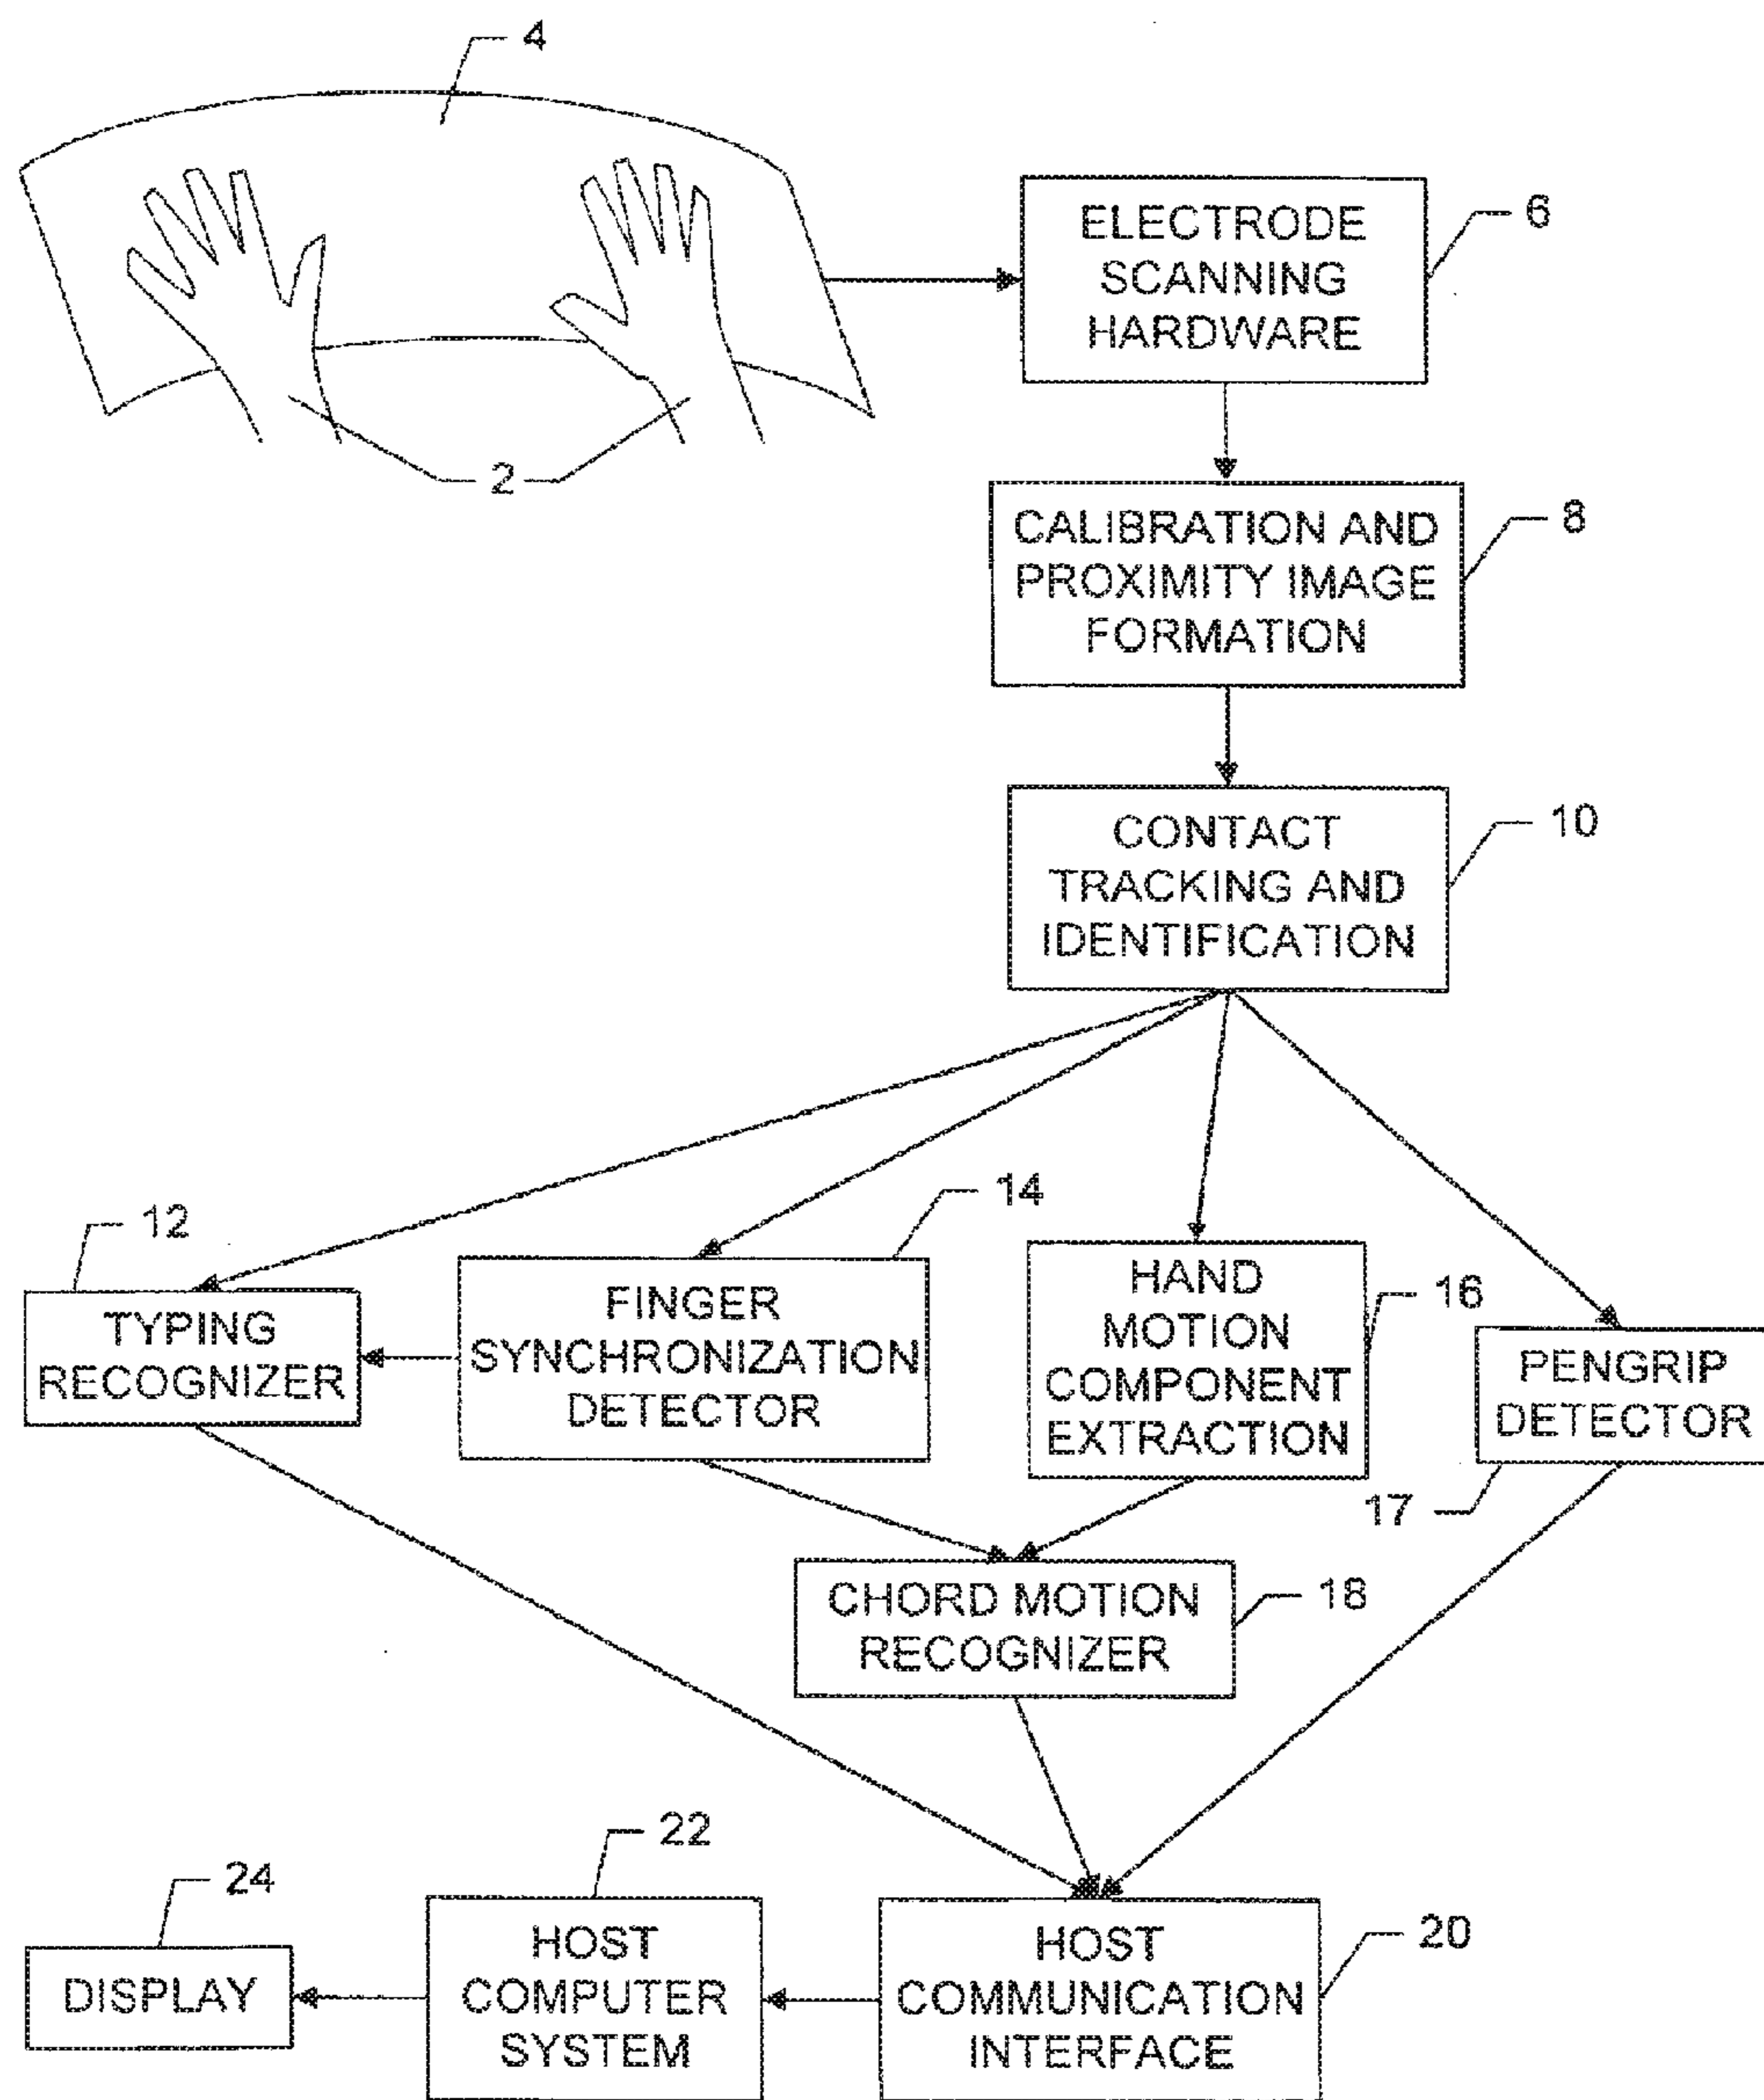 4
2
ELECTRODE
SCANNING
HARDWARE
6
CALIBRATION AND
PROXIMITY IMAGE
FORMATION
8
CONTACT
TRACKING AND
IDENTIFICATION
10
12
TYPING
RECOGNIZER
14
FINGER
SYNCHRONIZATION
DETECTOR
HAND
MOTION
COMPONENT
EXTRACTION
16
PENGRIP
DETECTOR
17
CHORD MOTION
RECOGNIZER
18
24
DISPLAY
22
HOST
COMPUTER
SYSTEM
HOST
COMMUNICATION
INTERFACE
20